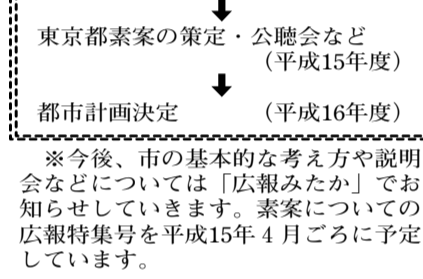 東京都素案の策定・公聴会など
（平成15年度）
都市計画決定　　　（平成16年度）
※今後、市の基本的な考え方や説明
会などについては「広報みたか」でお
知らせしていきます。素案についての
広報特集号を平成15年４月ごろに予定
しています。